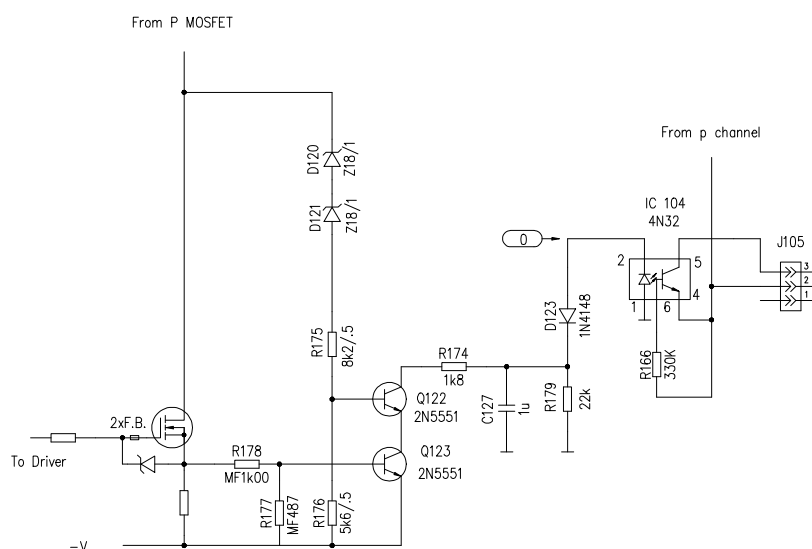 From P MOSFET
D120
Z18/1
D121
Z18/1
From p channel
IC 104
4N32
J105
0
2
5
1
6
4
3
2
1
D123
1N4148
R166
330K
R175
8k2/.5
R174
1k8
Q122
2N5551
C127
1u
R179
22k
2xF.B.
To Driver
R178
MF1k00
Q123
2N5551
R177
MF487
R176
5k6/.5
-V